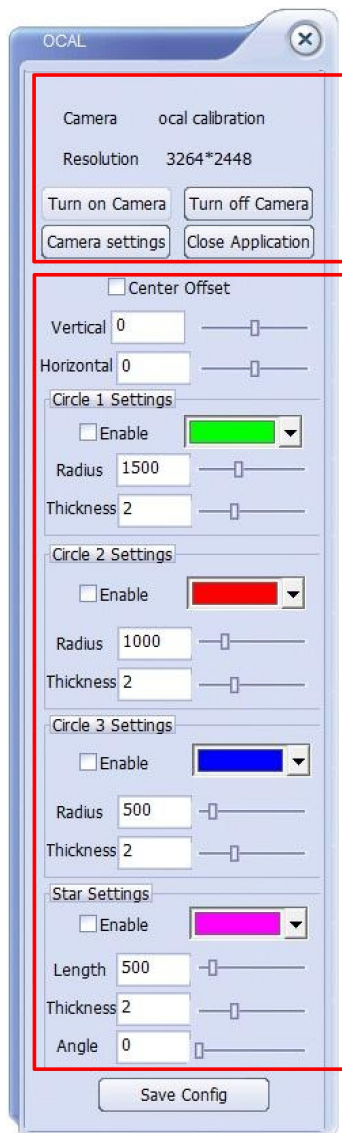 OCAL
Camera ocal calibration
Resolution 3264*2448
Turn on Camera Turn off Camera
Camera settings Close Application
Center Offset
Vertical 0
Horizontal 0
Circle 1 Settings
Enable
Radius 1500
Thickness 2
Circle 2 Settings
Enable
Radius 1000
Thickness 2
Circle 3 Settings
Enable
Radius 500
Thickness 2
Star Settings
Enable
Length 500
Thickness 2
Angle 0
Save Config